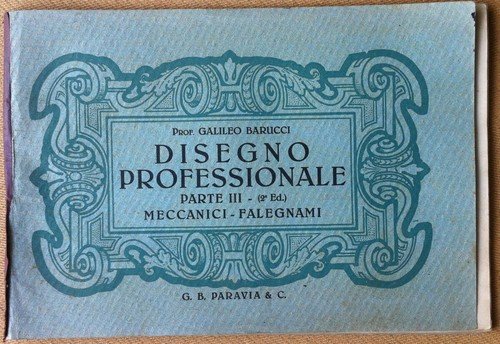 Prof. GALILEO BARUCCI
DISEGNO
PROFESSIONALE
PARTE III - (2ª Ed.)
MECCANICI - FALEGNAMI
G. B. PARAVIA & C.